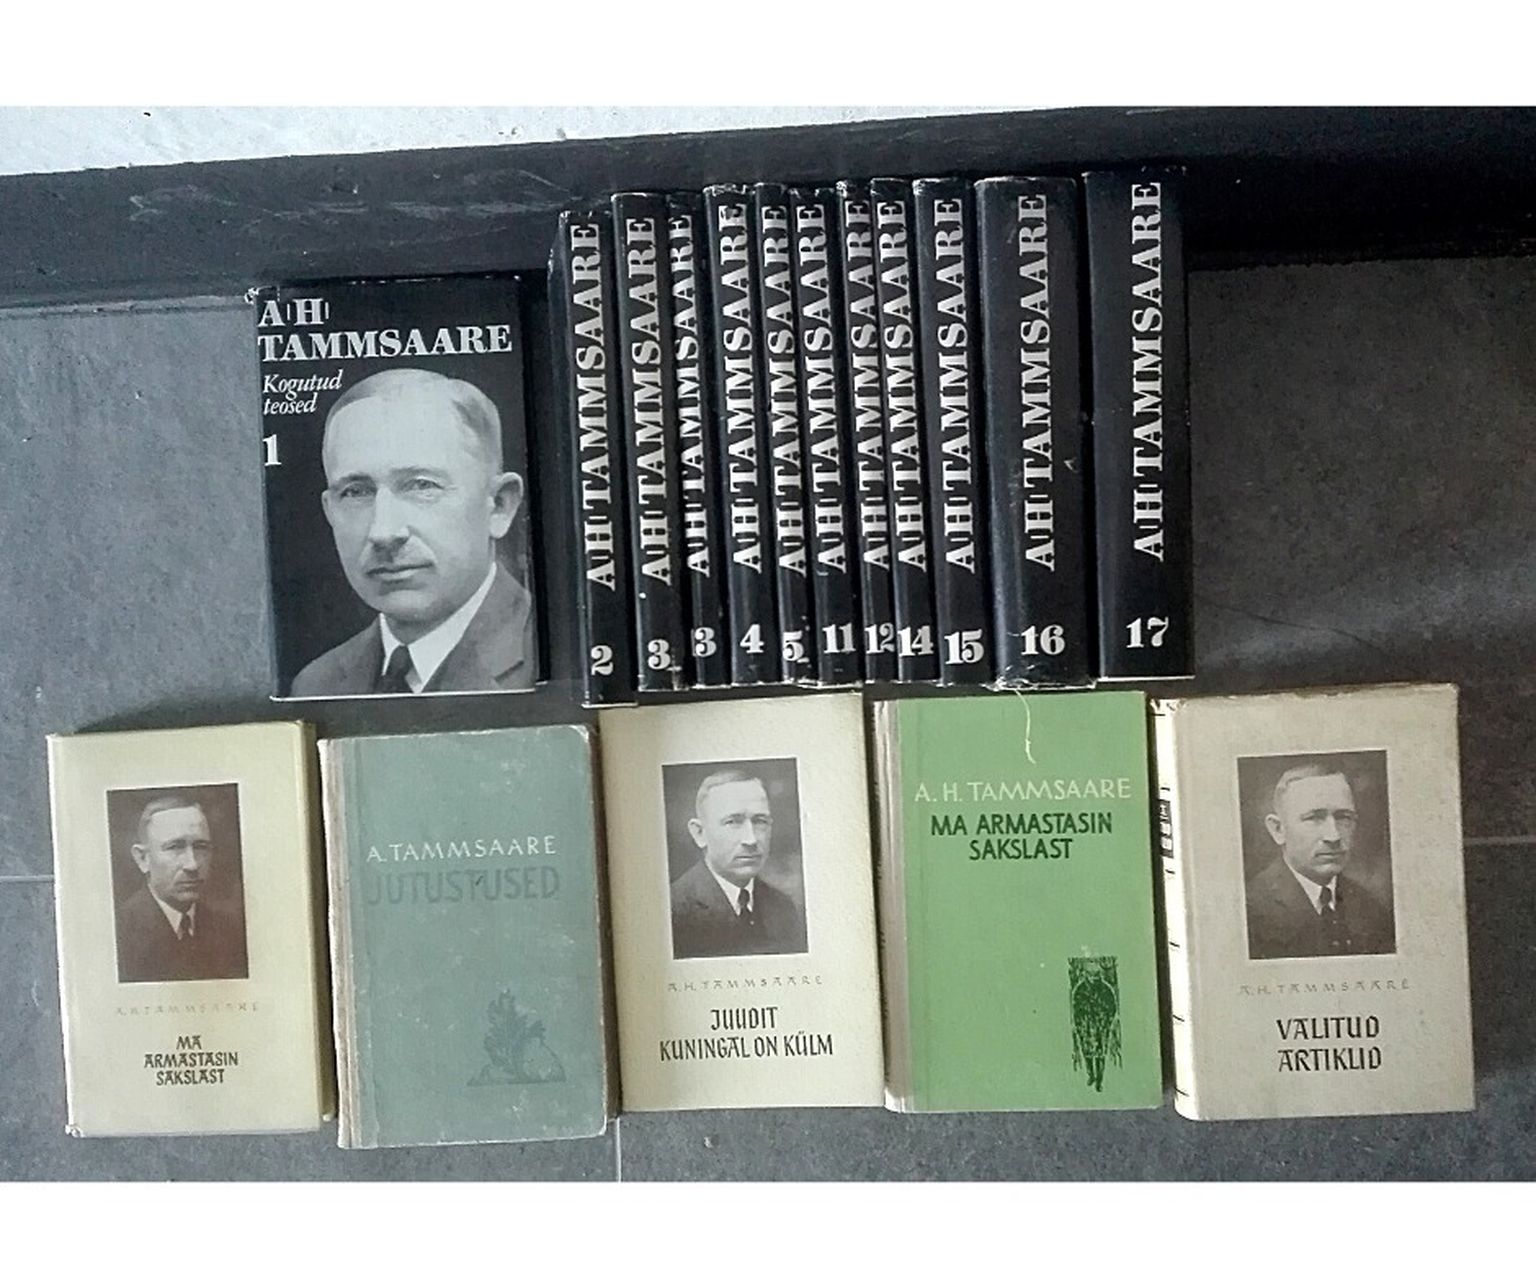 A H
TAMMSAARE
Kogutud
teosed
1
A H TAMMSAARE
2
A H TAMMSAARE
3
A H TAMMSAARE
3
A H TAMMSAARE
4
A H TAMMSAARE
5
A H TAMMSAARE
11
A H TAMMSAARE
12
A H TAMMSAARE
14
A H TAMMSAARE
15
A H TAMMSAARE
16
A H TAMMSAARE
17
A.H.TAMMSAARE
MA
ARMASTASIN
SAKSLAST
A.TAMMSAARE
JUTUSTUSED
A.H.TAMMSAARE
JUUDIT
KUNINGAL ON KÜLM
A.H.TAMMSAARE
MA ARMASTASIN
SAKSLAST
A.H.TAMMSAARE
VALITUD
ARTIKLID